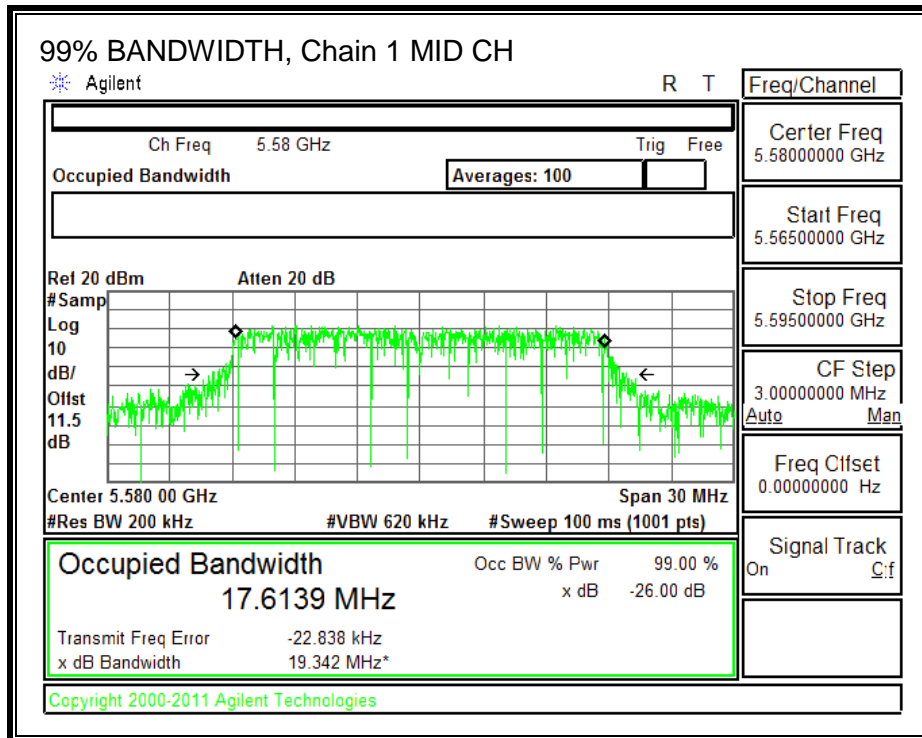 99% BANDWIDTH, Chain 1 MID CH
Agilent R T
Ch Freq 5.58 GHz Trig Free
Occupied Bandwidth Averages: 100
Ref 20 dBm Atten 20 dB
#Samp
Log
10
dB/
Offst
11.5
dB
Center 5.580 00 GHz Span 30 MHz
#Res BW 200 kHz #VBW 620 kHz #Sweep 100 ms (1001 pts)
Occupied Bandwidth Occ BW % Pwr 99.00 %
17.6139 MHz x dB -26.00 dB
Transmit Freq Error -22.838 kHz
x dB Bandwidth 19.342 MHz*
Copyright 2000-2011 Agilent Technologies
Freq/Channel
Center Freq
5.58000000 GHz
Start Freq
5.56500000 GHz
Stop Freq
5.59500000 GHz
CF Step
3.00000000 MHz
Auto Man
Freq Offset
0.00000000 Hz
Signal Track
On Off